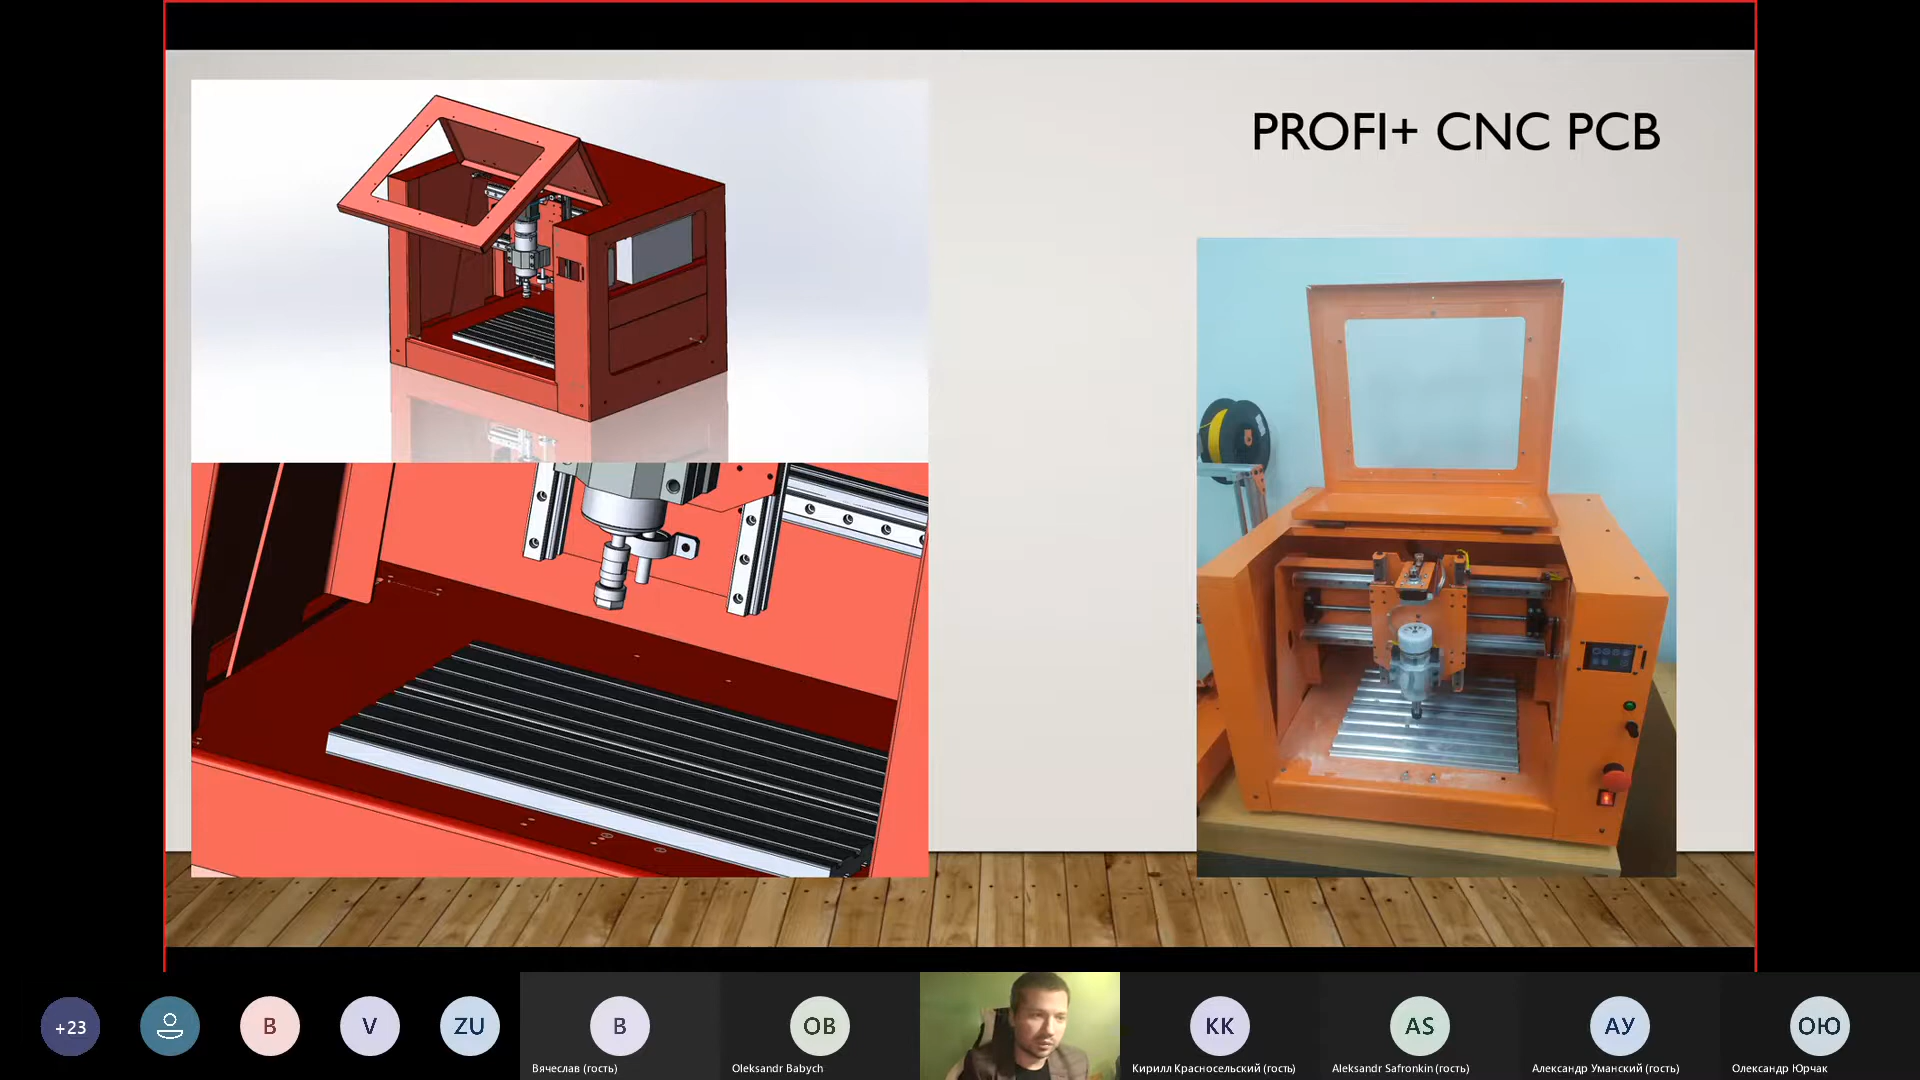 PROFI+ CNC PCB
+23
B
V
ZU
B
OB
KK
AS
АУ
ОЮ
Вячеслав (гость)
Oleksandr Babych
Кирилл Красносельский (гость)
Aleksandr Safronkin (гость)
Александр Уманский (гость)
Олександр Юрчак